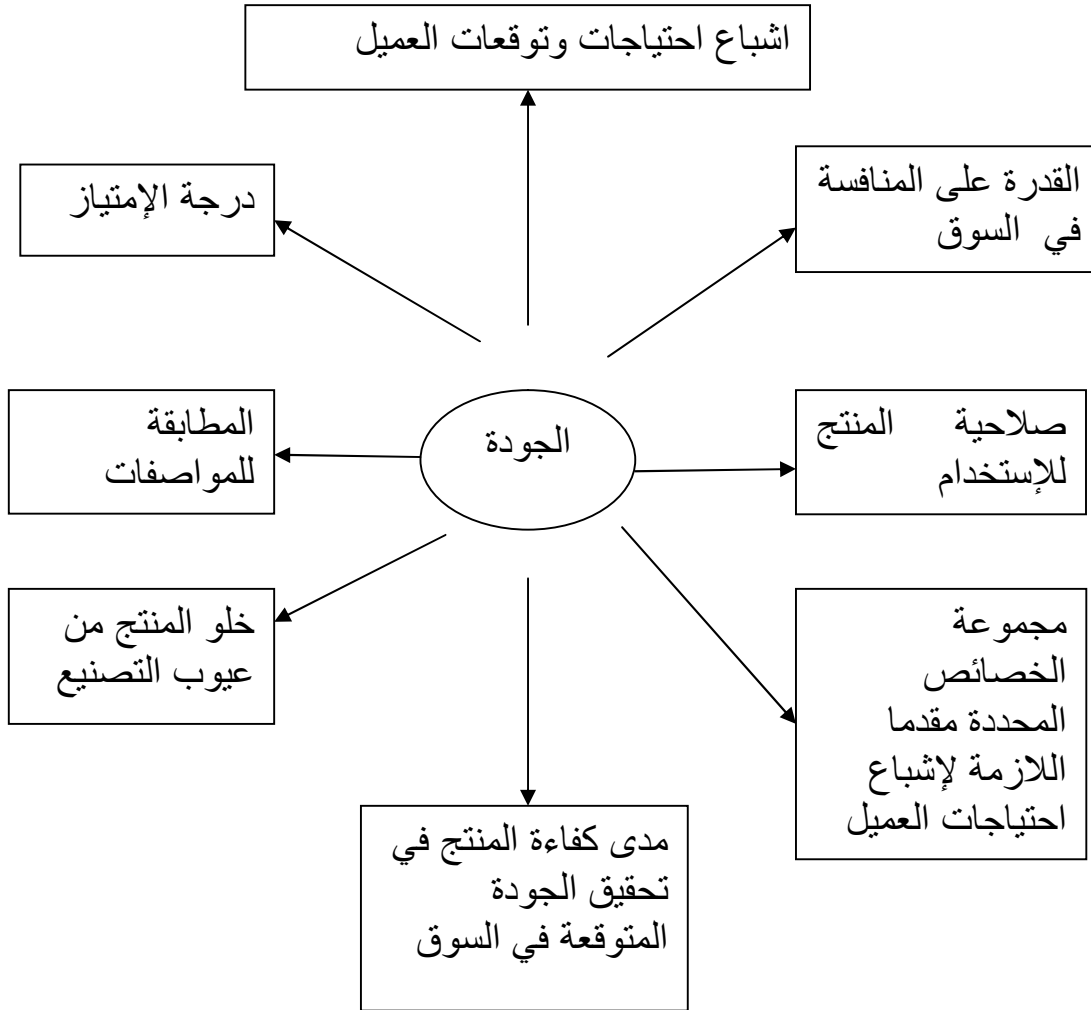 اشباع احتياجات وتوقعات العميل
القدرة على المنافسة
في السوق
درجة الإمتياز
صلاحية المنتج
للإستخدام
الجودة
المطابقة
للمواصفات
مجموعة
الخصائص
المحددة مقدما
اللازمة لإشباع
احتياجات العميل
خلو المنتج من
عيوب التصنيع
مدى كفاءة المنتج في
تحقيق الجودة
المتوقعة في السوق